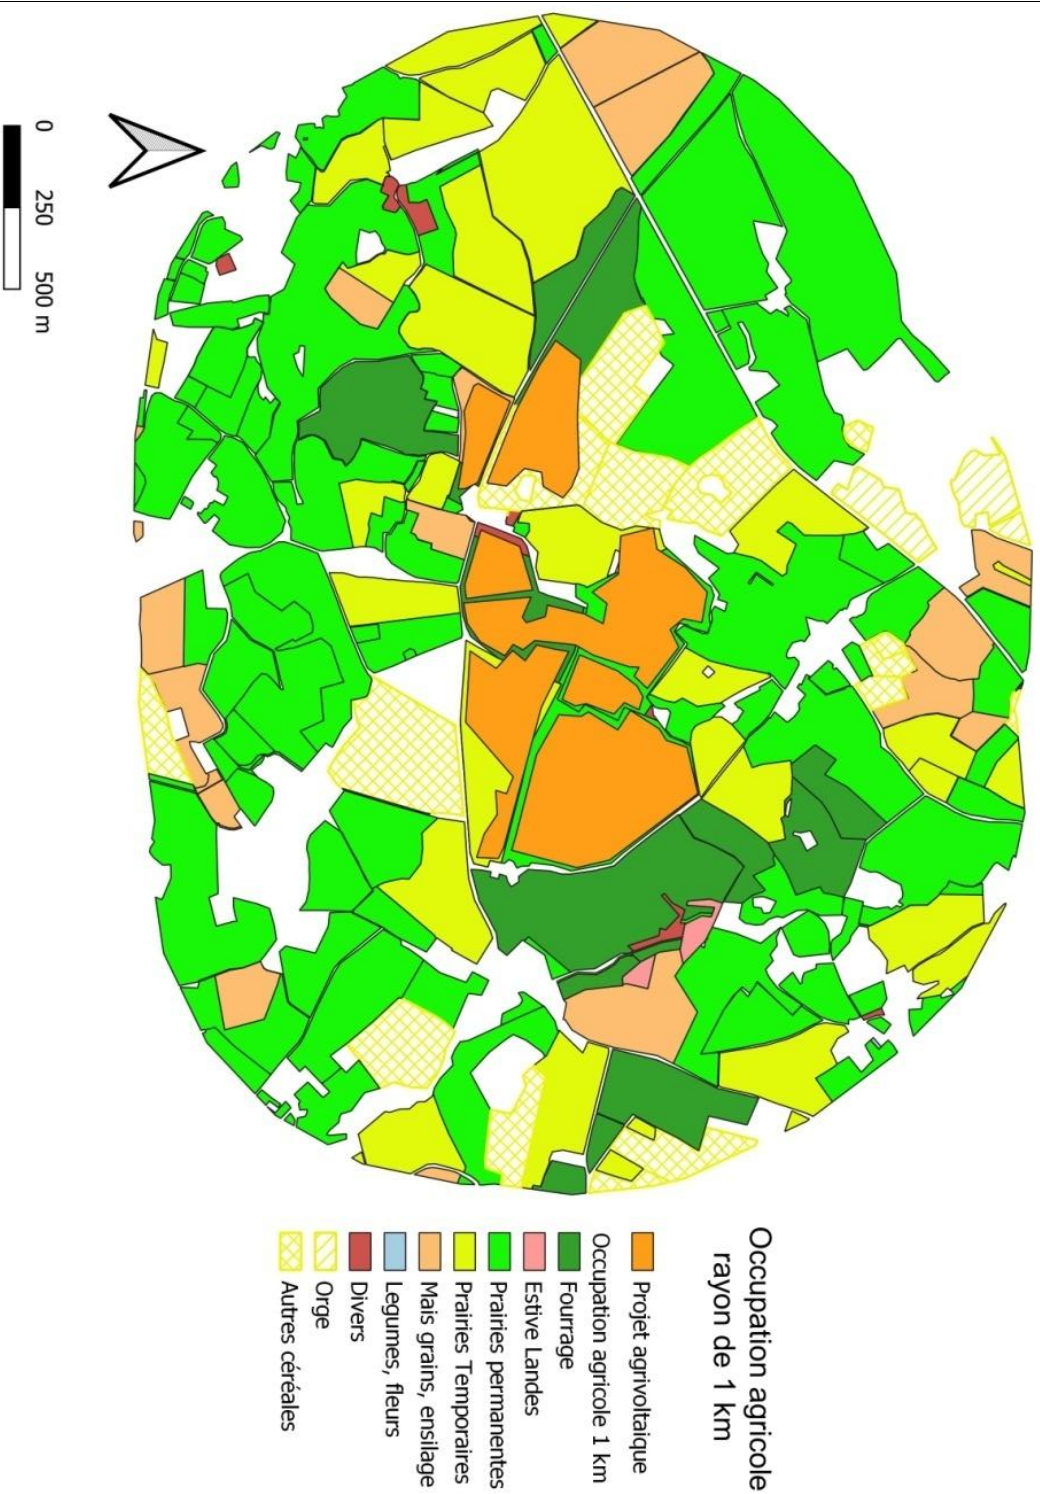 Occupation agricole
rayon de 1 km
Projet agrivoltaique
Occupation agricole 1 km
Fourrage
Estive Landes
Prairies permanentes
Prairies Temporaires
Mais grains, ensilage
Legumes, fleurs
Divers
Orge
Autres céréales
0 250 500 m